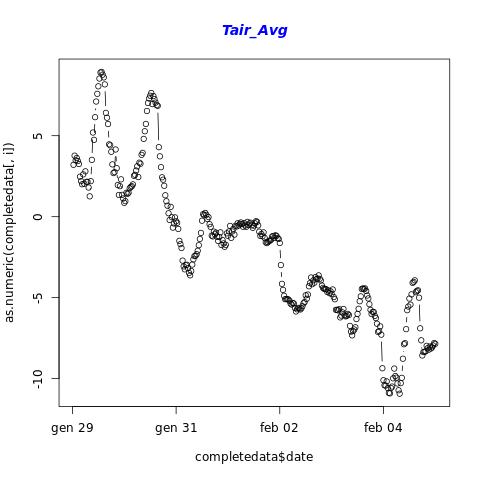 Tair_Avg
as.numeric(completedata[, i])
5
0
-5
-10
gen 29 gen 31 feb 02 feb 04
completedata$date